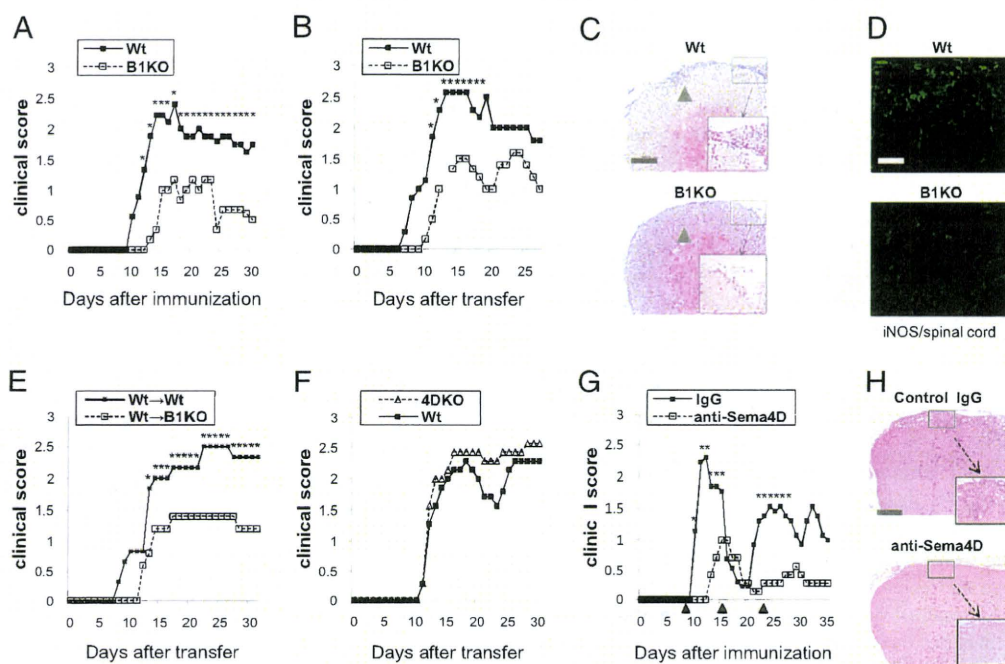 A
Wt
B1KO
clinical score
3
2.5
2
1.5
1
0.5
0
* *** * *************
0 5 10 15 20 25 30
Days after immunization
B
Wt
B1KO
clinical score
3
2.5
2
1.5
1
0.5
0
0 5 10 15 20 25
Days after transfer
C
Wt
B1KO
D
Wt
B1KO
iNOS/spinal cord
E
Wt→Wt
Wt→B1KO
clinical score
3
2.5
2
1.5
1
0.5
0
0 5 10 15 20 25 30
Days after transfer
F
4DKO
Wt
clinical score
3
2.5
2
1.5
1
0.5
0
0 5 10 15 20 25 30
Days after transfer
G
IgG
anti-Sema4D
clinic l score
3
2.5
2
1.5
1
0.5
0
0 5 10 15 20 25 30 35
Days after immunization
H
Control IgG
anti-Sema4D